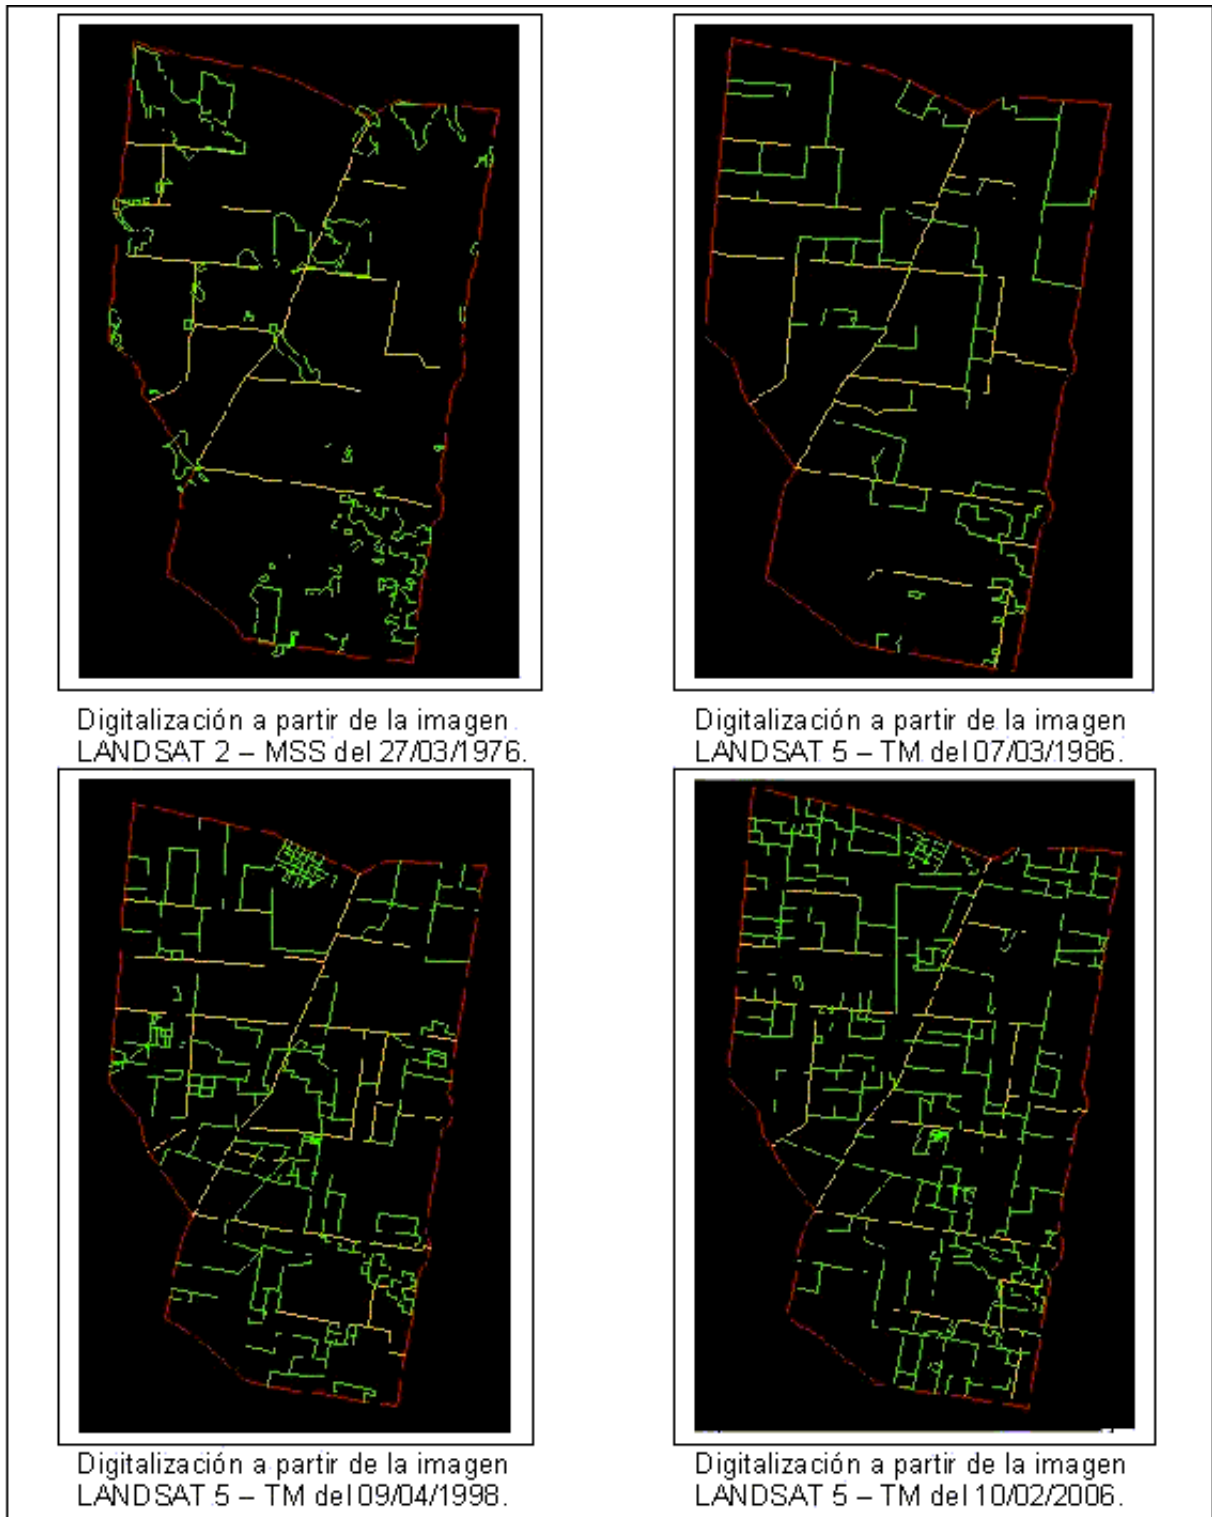 Digitalización a partir de la imagen
LANDSAT 2 – MSS del 27/03/1976.
Digitalización a partir de la imagen
LANDSAT 5 – TM del 07/03/1986.
Digitalización a partir de la imagen
LANDSAT 5 – TM del 09/04/1998.
Digitalización a partir de la imagen
LANDSAT 5 – TM del 10/02/2006.